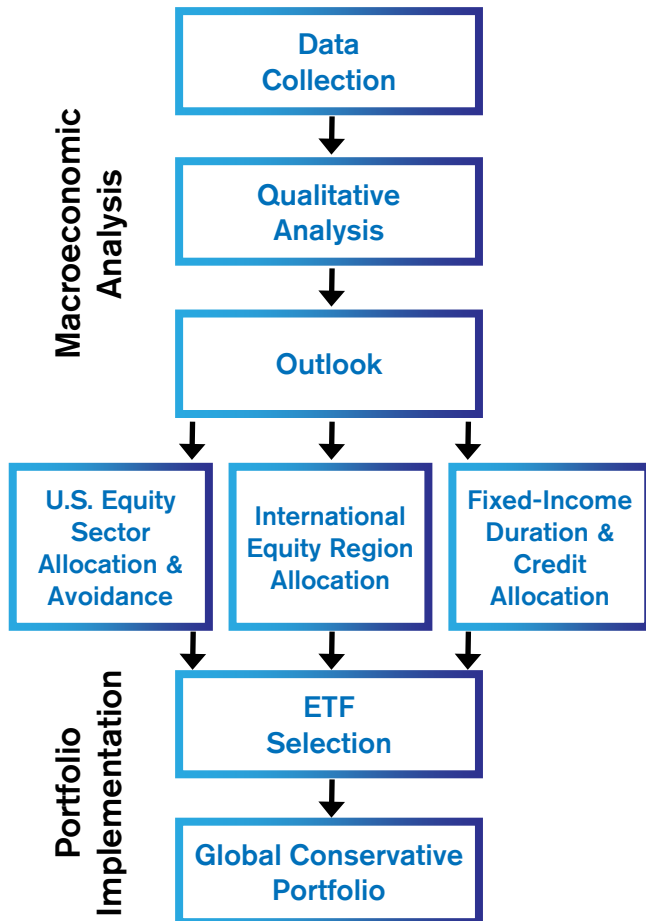 Macroeconomic
Analysis
Data
Collection
Qualitative
Analysis
Outlook
U.S. Equity
Sector
Allocation &
Avoidance
International
Equity Region
Allocation
Fixed-Income
Duration &
Credit
Allocation
Portfolio
Implementation
ETF
Selection
Global Conservative
Portfolio